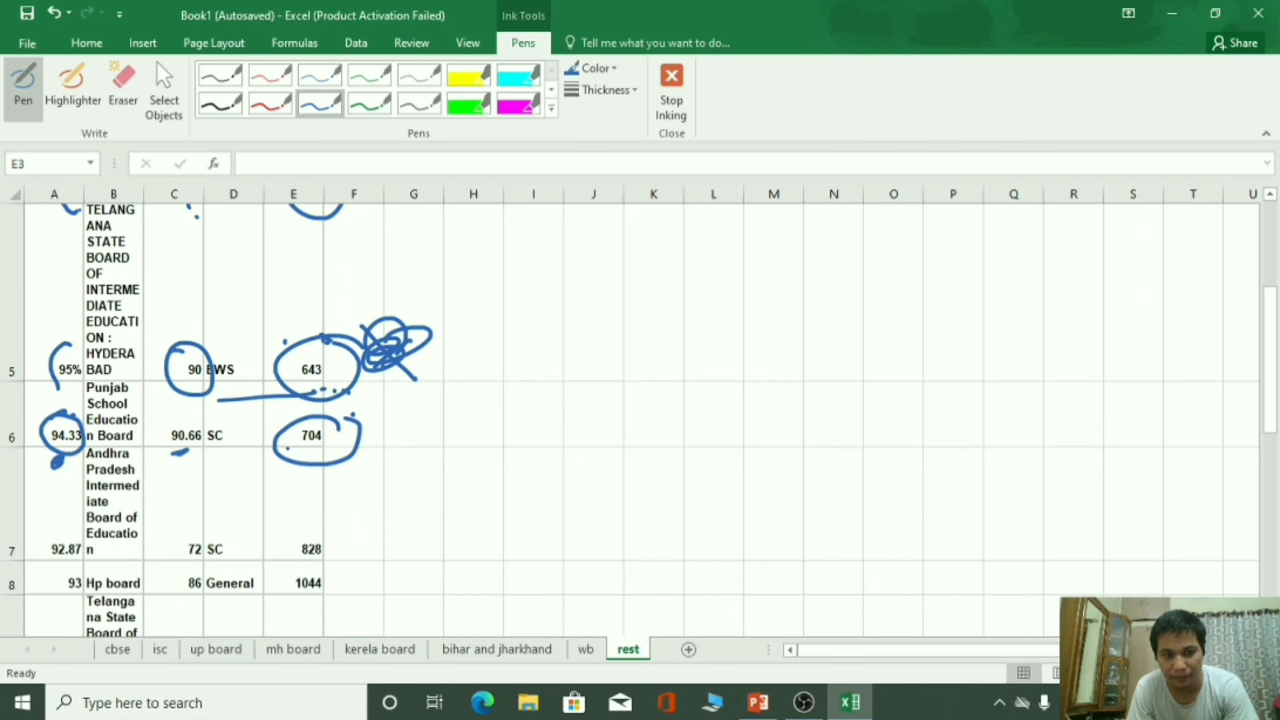 Book1 (Autosaved) - Excel (Product Activation Failed)
Ink Tools
File
Home
Insert
Page Layout
Formulas
Data
Review
View
Pens
Tell me what you want to do...
Share
Pen
Highlighter
Eraser
Select
Objects
Write
Pens
Color
Thickness
Stop
Inking
Close
E3
fx
A B C D E F G H I J K L M N O P Q R S T U
TELANG
ANA
STATE
BOARD
OF
INTERME
DIATE
EDUCATI
ON :
HYDERA
5 95% BAD 90 EWS 643
Punjab
School
Educatio
6 94.33 n Board 90.66 SC 704
Andhra
Pradesh
Intermed
iate
Board of
Educatio
7 92.87 n 72 SC 828
8 93 Hp board 86 General 1044
Telanga
na State
Board of
cbse
isc
up board
mh board
kerela board
bihar and jharkhand
wb
rest
Ready
Type here to search